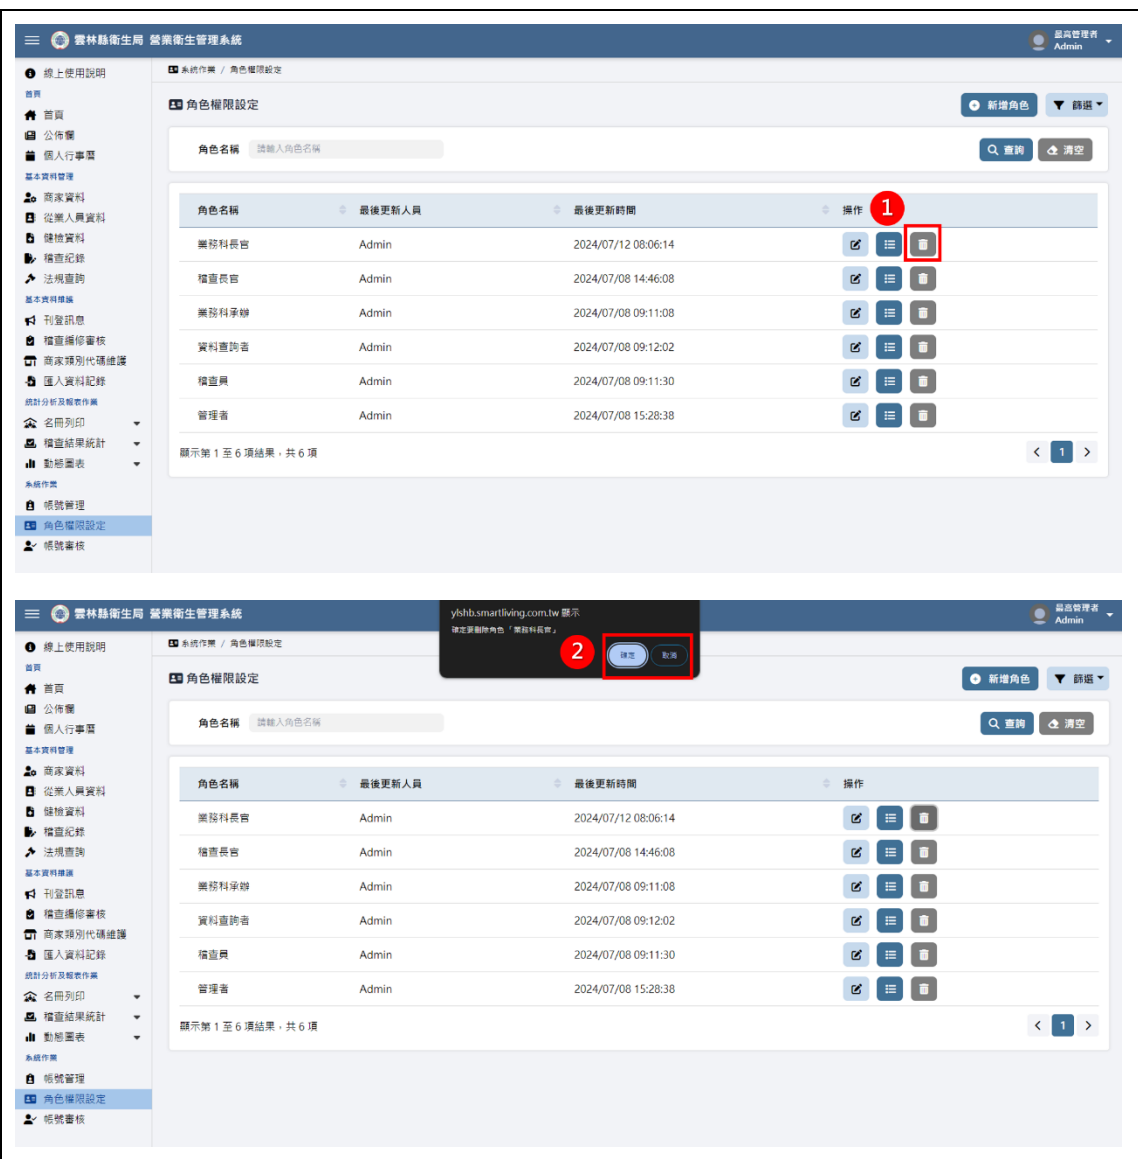 雲林縣衛生局 營業衛生管理系統
最高管理者
Admin
線上使用說明
系統作業 / 角色權限設定
首頁
首頁
公佈欄
個人行事曆
基本資料管理
商家資料
從業人員資料
健檢資料
稽查紀錄
法規查詢
基本資料維護
刊登訊息
稽查編修審核
商家類別代碼維護
匯入資料記錄
統計分析及報表作業
名冊列印
稽查結果統計
動態圖表
系統作業
帳號管理
角色權限設定
帳號審核
角色權限設定
新增角色
篩選
角色名稱 請輸入角色名稱
查詢
清空
角色名稱 最後更新人員 最後更新時間 操作
1
業務科長官 Admin 2024/07/12 08:06:14
稽查長官 Admin 2024/07/08 14:46:08
業務科承辦 Admin 2024/07/08 09:11:08
資料查詢者 Admin 2024/07/08 09:12:02
稽查員 Admin 2024/07/08 09:11:30
管理者 Admin 2024/07/08 15:28:38
顯示第 1 至 6 項結果，共 6 項
1
雲林縣衛生局 營業衛生管理系統
ylshb.smartliving.com.tw 顯示
確定要刪除角色「業務科長官」
2
確定
取消
最高管理者
Admin
線上使用說明
系統作業 / 角色權限設定
首頁
首頁
公佈欄
個人行事曆
基本資料管理
商家資料
從業人員資料
健檢資料
稽查紀錄
法規查詢
基本資料維護
刊登訊息
稽查編修審核
商家類別代碼維護
匯入資料記錄
統計分析及報表作業
名冊列印
稽查結果統計
動態圖表
系統作業
帳號管理
角色權限設定
帳號審核
角色權限設定
新增角色
篩選
角色名稱 請輸入角色名稱
查詢
清空
角色名稱 最後更新人員 最後更新時間 操作
業務科長官 Admin 2024/07/12 08:06:14
稽查長官 Admin 2024/07/08 14:46:08
業務科承辦 Admin 2024/07/08 09:11:08
資料查詢者 Admin 2024/07/08 09:12:02
稽查員 Admin 2024/07/08 09:11:30
管理者 Admin 2024/07/08 15:28:38
顯示第 1 至 6 項結果，共 6 項
1